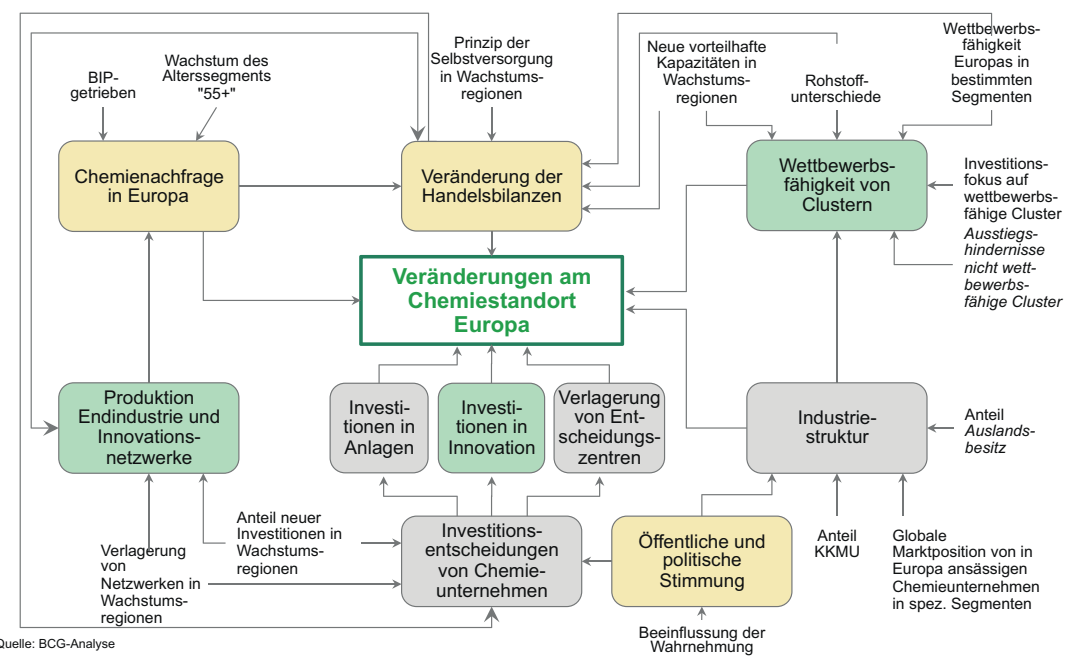 BIP-
getrieben
Wachstum des
Alterssegments
"55+"
Prinzip der
Selbstversorgung
in Wachstums-
regionen
Neue vorteilhafte
Kapazitäten in
Wachstums-
regionen
Rohstoff-
unterschiede
Wettbewerbs-
fähigkeit
Europas in
bestimmten
Segmenten
Chemienachfrage
in Europa
Veränderung der
Handelsbilanzen
Wettbewerbs-
fähigkeit von
Clustern
Investitions-
fokus auf
wettbewerbs-
fähige Cluster
Ausstiegs-
hindernisse
nicht wett-
bewerbs-
fähige Cluster
Veränderungen am
Chemiestandort
Europa
Produktion
Endindustrie und
Innovations-
netzwerke
Investi-
tionen in
Anlagen
Investi-
tionen in
Innovation
Verlagerung
von Ent-
scheidungs-
zentren
Industrie-
struktur
Anteil
Auslands-
besitz
Verlagerung
von
Netzwerken in
Wachstums-
regionen
Anteil neuer
Investitionen in
Wachstums-
regionen
Investitions-
entscheidungen
von Chemie-
unternehmen
Öffentliche und
politische
Stimmung
Anteil
KKMU
Globale
Marktposition von in
Europa ansässigen
Chemieunternehmen
in spez. Segmenten
Beeinflussung der
Wahrnehmung
Quelle: BCG-Analyse